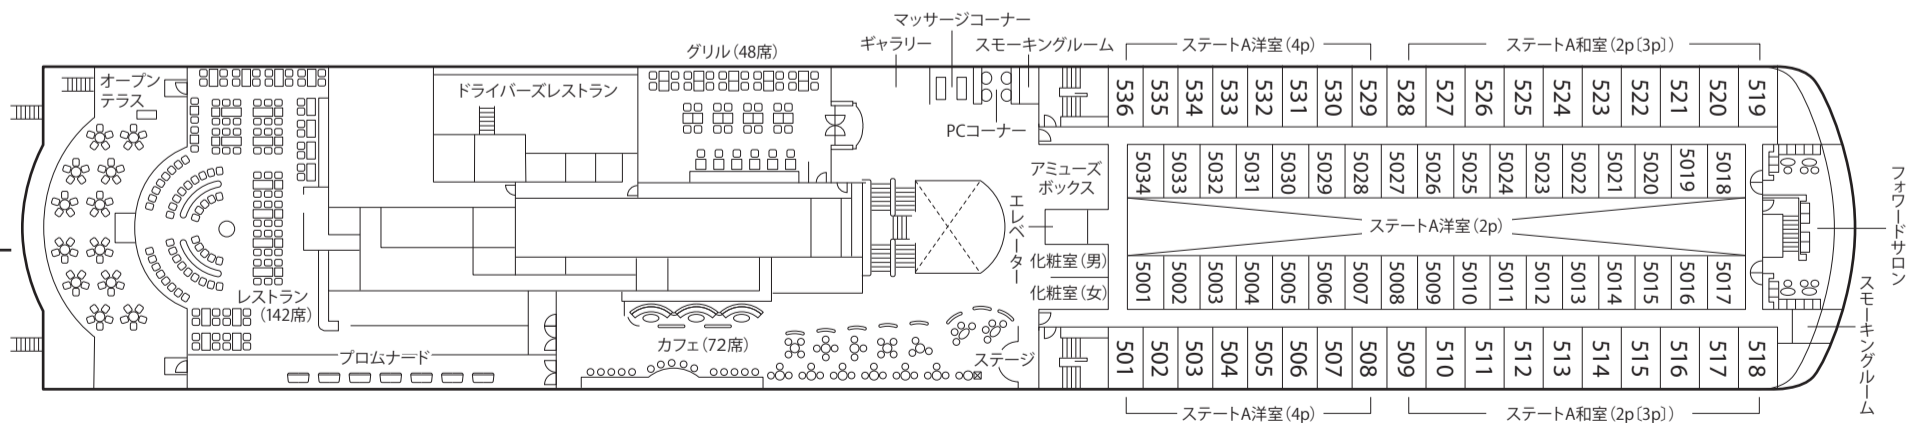 マッサージコーナー
グリル（48席）
ギャラリー
スモーキングルーム
ステートA洋室（4p）
ステートA和室（2p〔3p〕）
オープン
テラス
ドライバーズレストラン
PCコーナー
536 535 534 533 532 531 530 529 528 527 526 525 524 523 522 521 520 519
アミューズ
ボックス
5034 5033 5032 5031 5030 5029 5028 5027 5026 5025 5024 5023 5022 5021 5020 5019 5018
エレベーター
ステートA洋室（2p）
フォワードサロン
化粧室（男）
化粧室（女）
5001 5002 5003 5004 5005 5006 5007 5008 5009 5010 5011 5012 5013 5014 5015 5016 5017
レストラン
（142席）
スモーキングルーム
プロムナード
カフェ（72席）
ステージ
501 502 503 504 505 506 507 508 509 510 511 512 513 514 515 516 517 518
ステートA洋室（4p）
ステートA和室（2p〔3p〕）